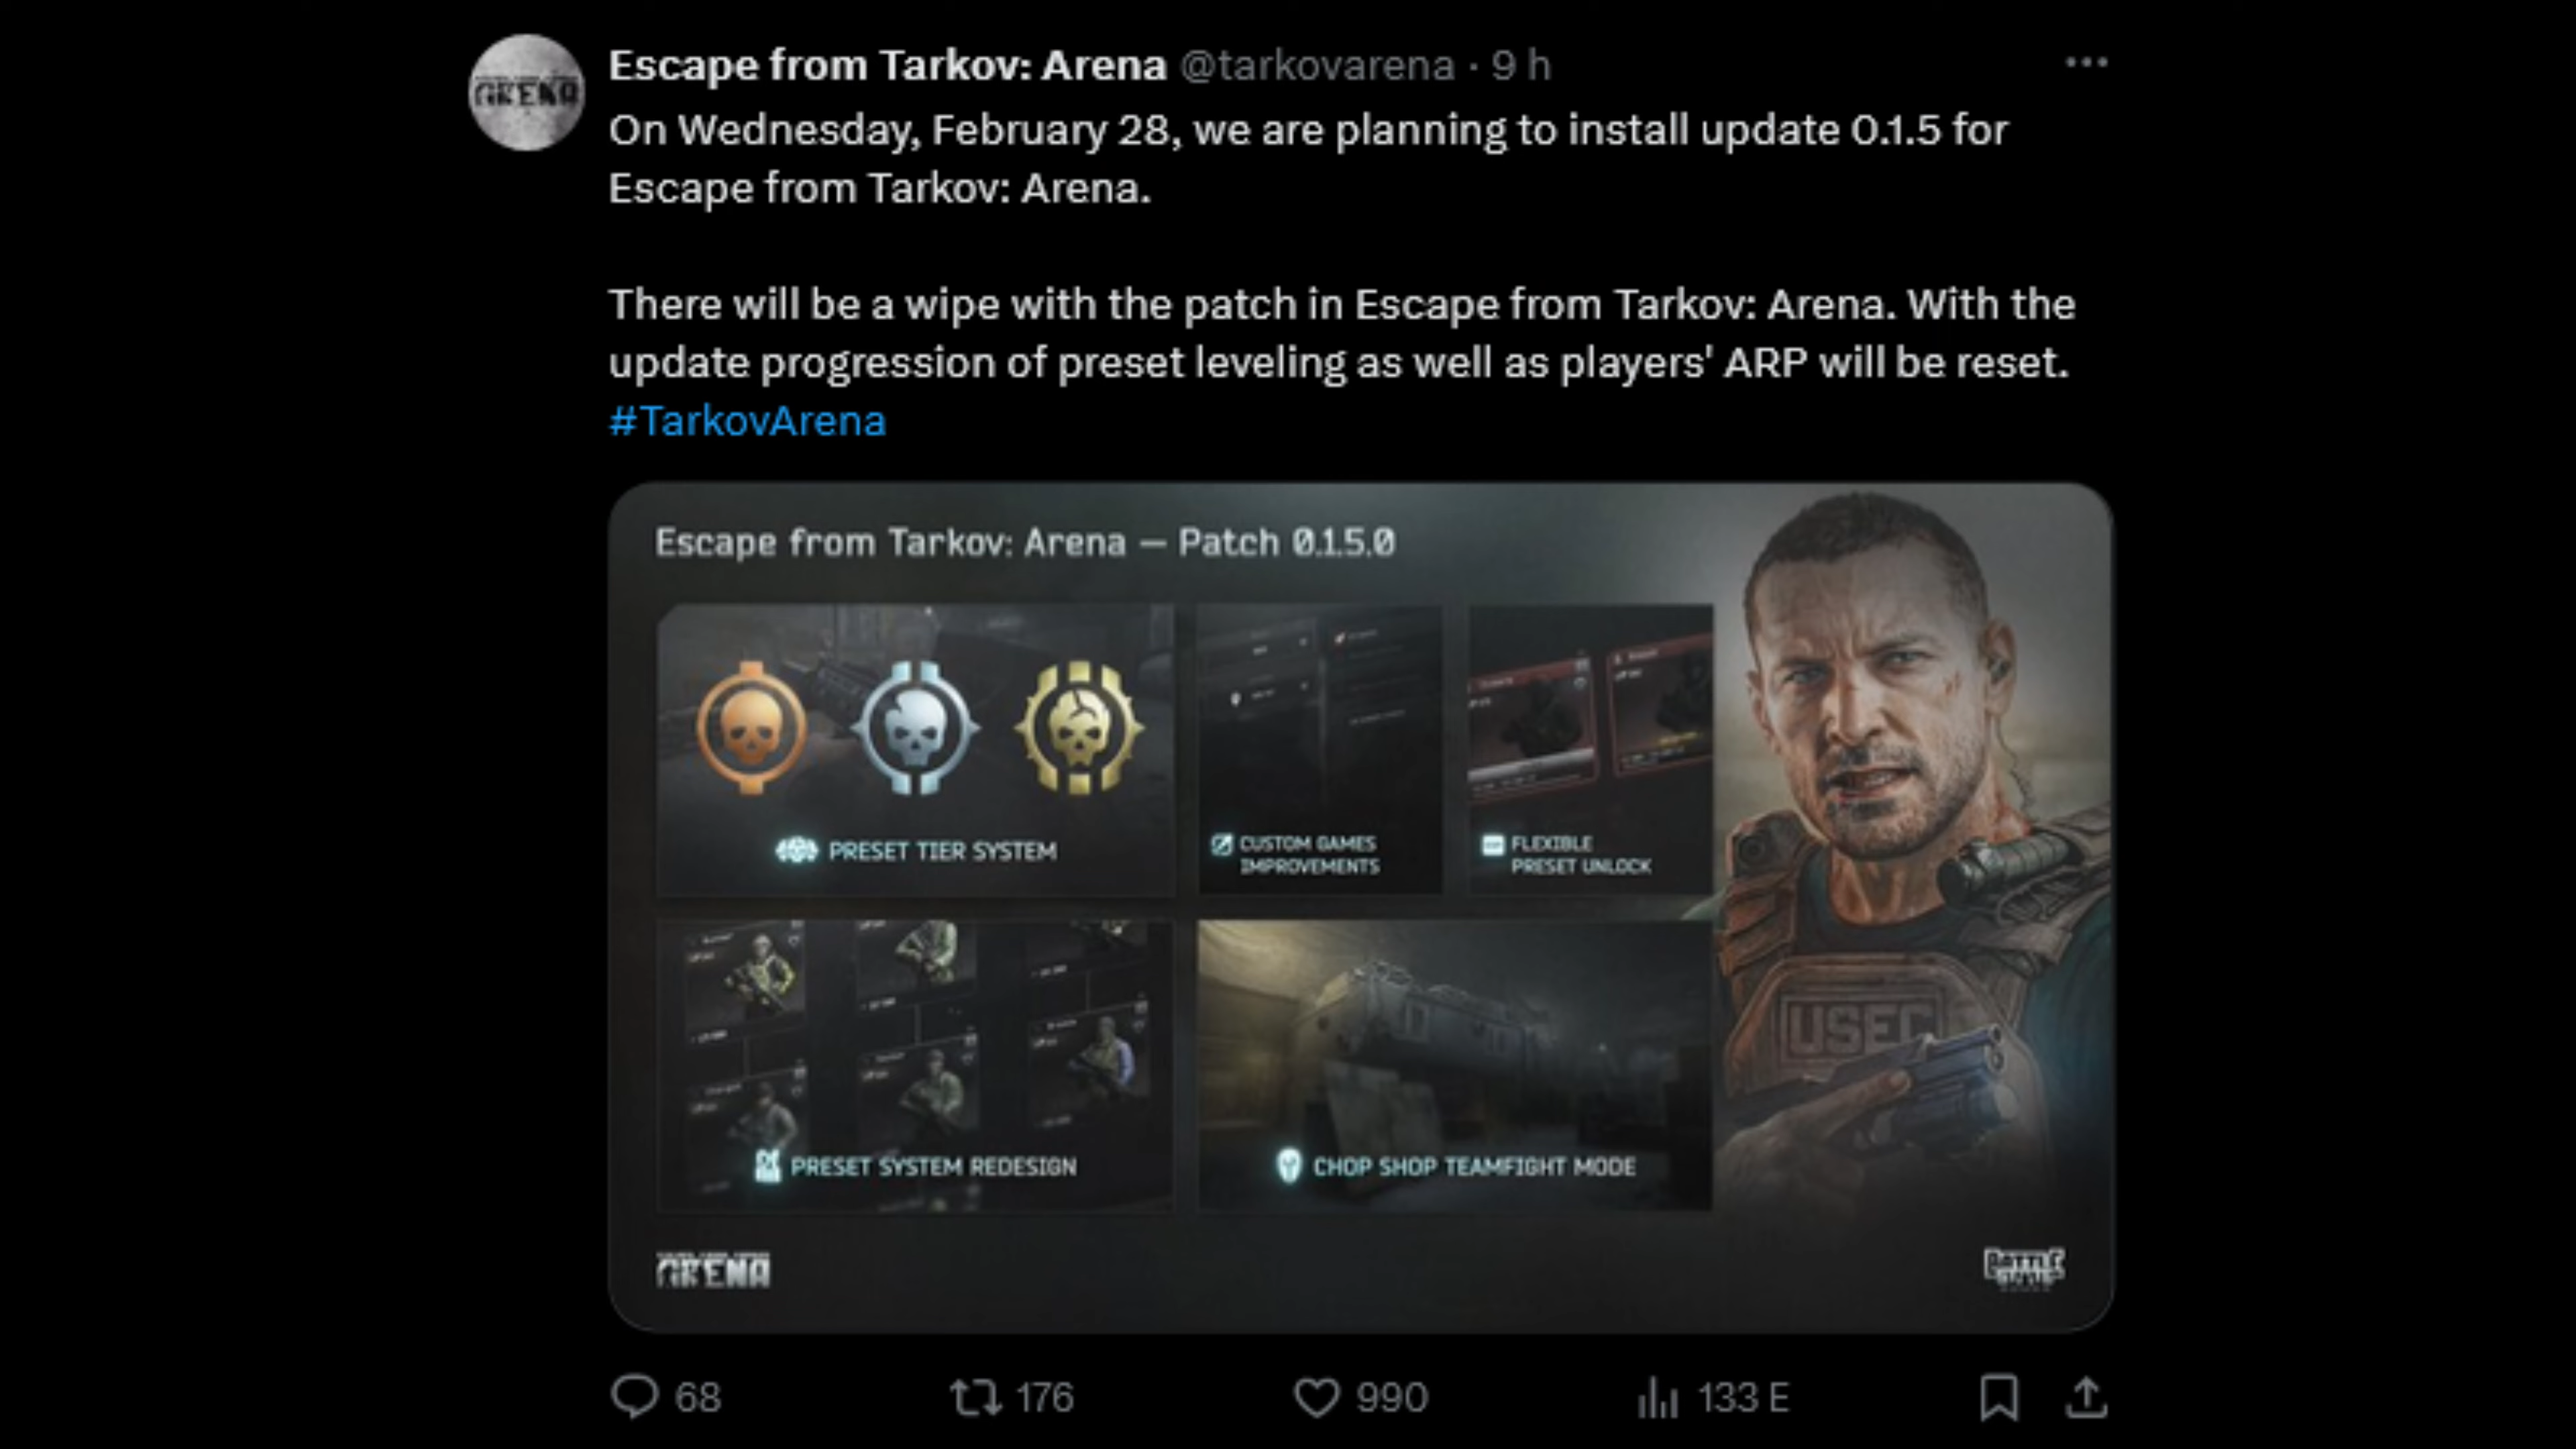 Escape from Tarkov: Arena @tarkovarena · 9 h
On Wednesday, February 28, we are planning to install update 0.1.5 for
Escape from Tarkov: Arena.
There will be a wipe with the patch in Escape from Tarkov: Arena. With the
update progression of preset leveling as well as players' ARP will be reset.
#TarkovArena
Escape from Tarkov: Arena — Patch 0.1.5.0
PRESET TIER SYSTEM
CUSTOM GAMES
IMPROVEMENTS
FLEXIBLE
PRESET UNLOCK
PRESET SYSTEM REDESIGN
CHOP SHOP TEAMFIGHT MODE
USEC
ARENA
BATTLE
68
176
990
133 E